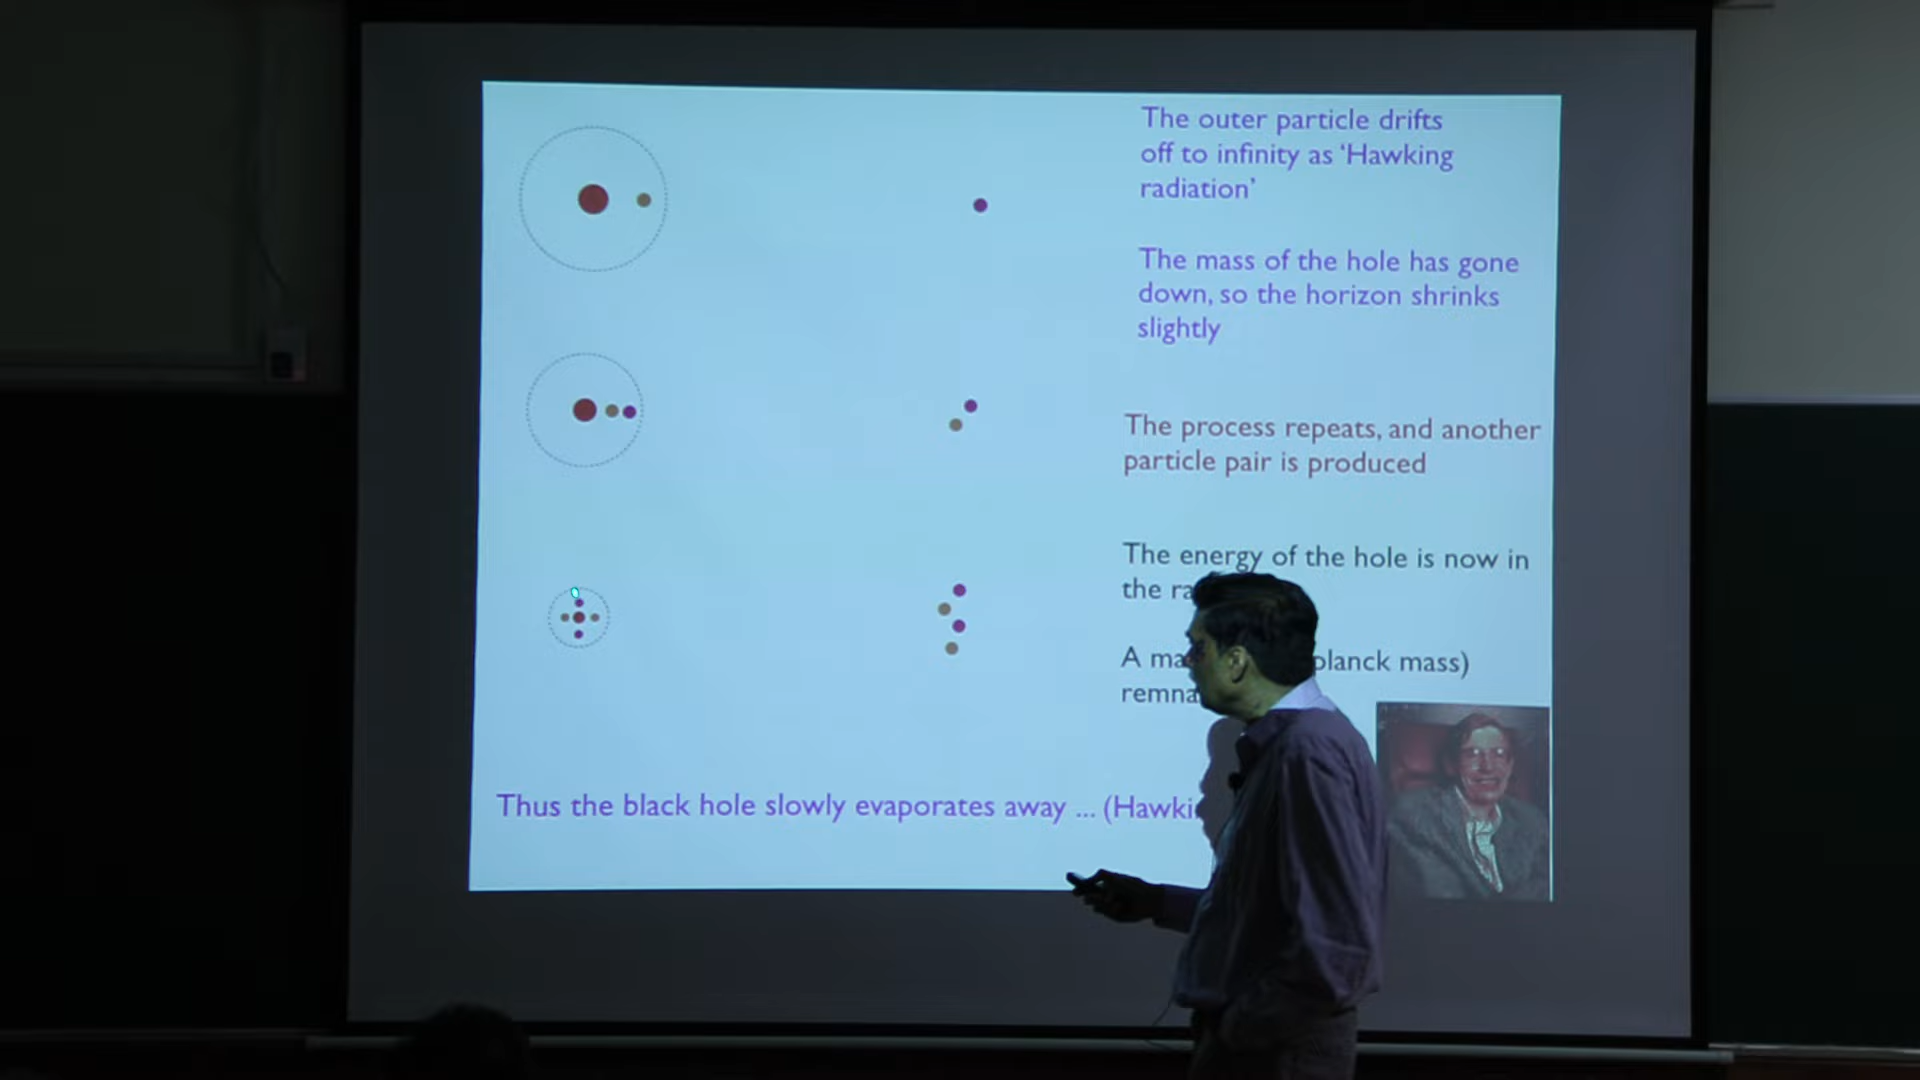 The outer particle drifts
off to infinity as ‘Hawking
radiation’
The mass of the hole has gone
down, so the horizon shrinks
slightly
The process repeats, and another
particle pair is produced
The energy of the hole is now in
the
A planck mass)
Thus the black hole slowly evaporates away ... (